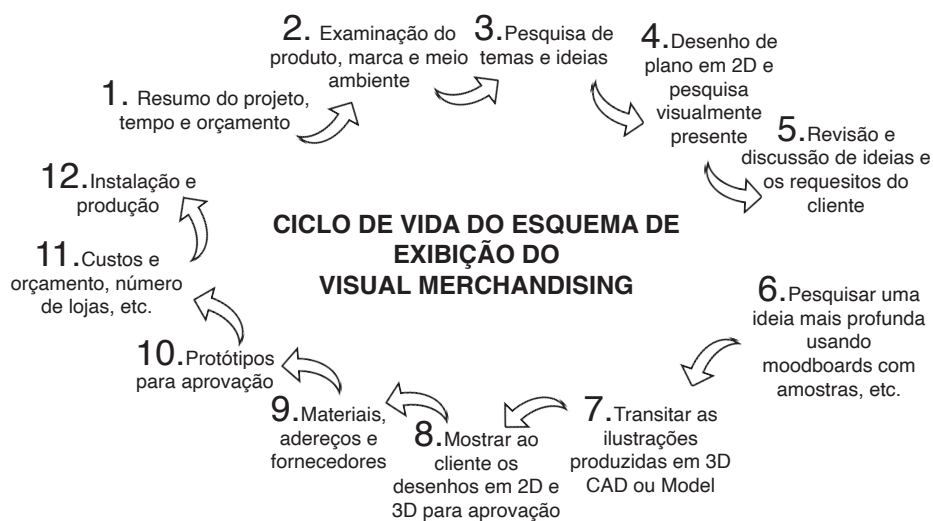 1. Resumo do projeto,
tempo e orçamento
2. Examinação do
produto, marca e meio
ambiente
3.Pesquisa de
temas e ideias
4.Desenho de
plano em 2D e
pesquisa
visualmente
presente
5.Revisão e
discussão de ideias e
os requesitos do
cliente
CICLO DE VIDA DO ESQUEMA DE
EXIBIÇÃO DO
VISUAL MERCHANDISING
6.Pesquisar uma
ideia mais profunda
usando
moodboards com
amostras, etc.
7.Transitar as
ilustrações
produzidas em 3D
CAD ou Model
8.Mostrar ao
cliente os
desenhos em 2D e
3D para aprovação
9.Materiais,
adereços e
fornecedores
10.Protótipos
para aprovação
11.Custos e
orçamento, número
de lojas, etc.
12.Instalação e
produção